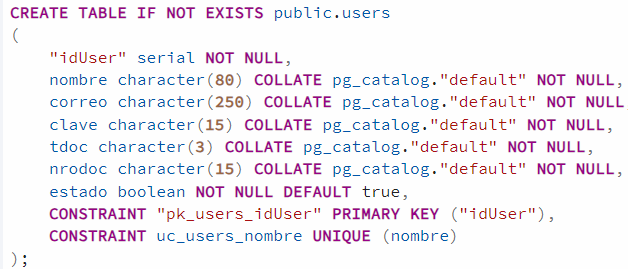 CREATE TABLE IF NOT EXISTS public.users
(
    "idUser" serial NOT NULL,
    nombre character(80) COLLATE pg_catalog."default" NOT NULL,
    correo character(250) COLLATE pg_catalog."default" NOT NULL
    clave character(15) COLLATE pg_catalog."default" NOT NULL,
    tdoc character(3) COLLATE pg_catalog."default" NOT NULL,
    nrodoc character(15) COLLATE pg_catalog."default" NOT NULL,
    estado boolean NOT NULL DEFAULT true,
    CONSTRAINT "pk_users_idUser" PRIMARY KEY ("idUser"),
    CONSTRAINT uc_users_nombre UNIQUE (nombre)
);